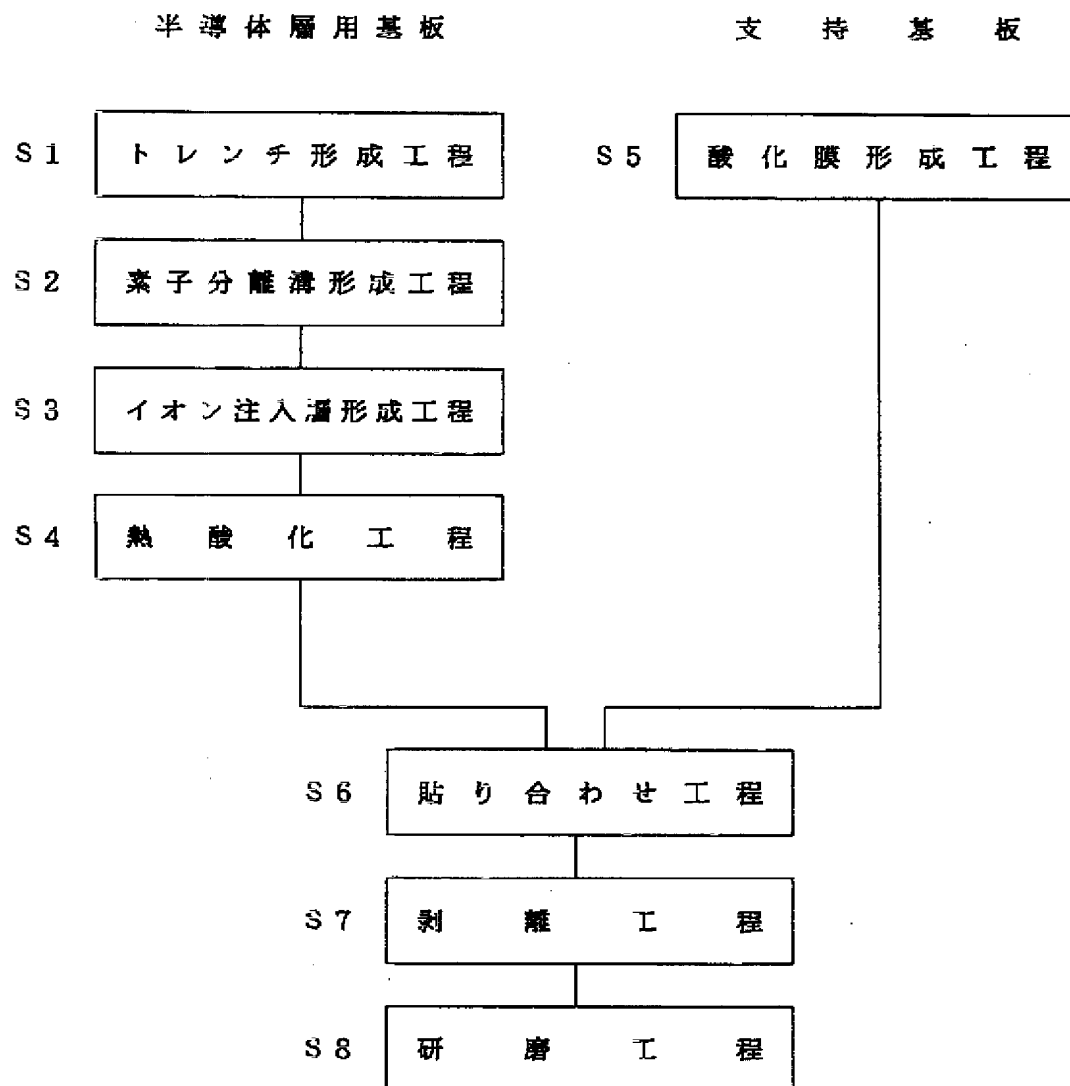 半導体層用基板
支持基板
S1 トレンチ形成工程
S5 酸化膜形成工程
S2 素子分離溝形成工程
S3 イオン注入層形成工程
S4 熱酸化工程
S6 貼り合わせ工程
S7 剥離工程
S8 研磨工程